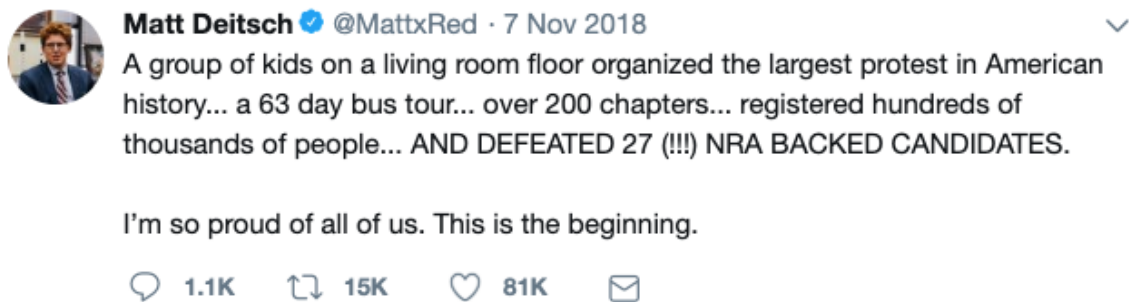 Matt Deitsch @MattxRed · 7 Nov 2018
A group of kids on a living room floor organized the largest protest in American
history... a 63 day bus tour... over 200 chapters... registered hundreds of
thousands of people... AND DEFEATED 27 (!!!) NRA BACKED CANDIDATES.
I'm so proud of all of us. This is the beginning.
1.1K 15K 81K